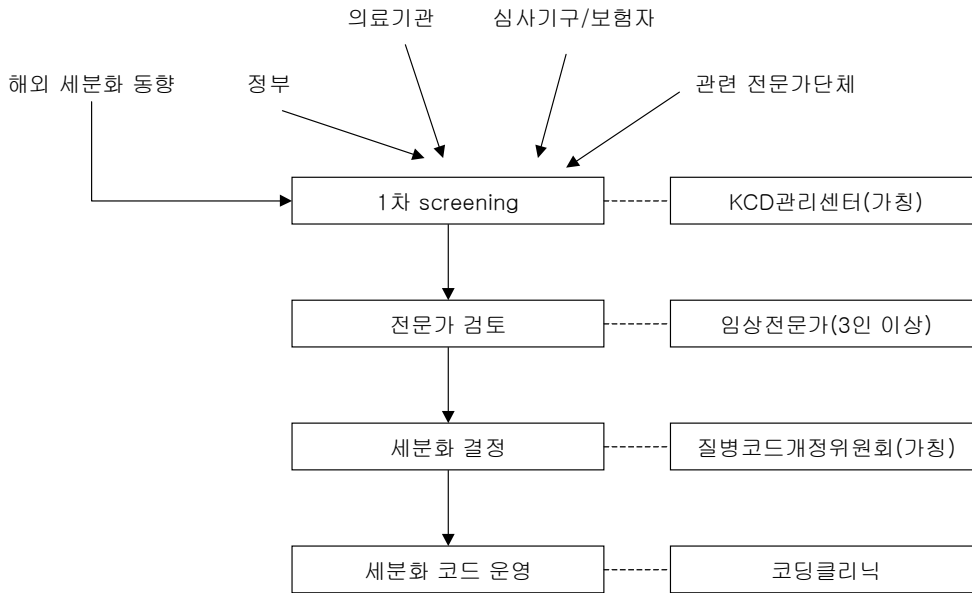 의료기관
심사기구/보험자
해외 세분화 동향
정부
관련 전문가단체
1차 screening
KCD관리센터(가칭)
전문가 검토
임상전문가(3인 이상)
세분화 결정
질병코드개정위원회(가칭)
세분화 코드 운영
코딩클리닉